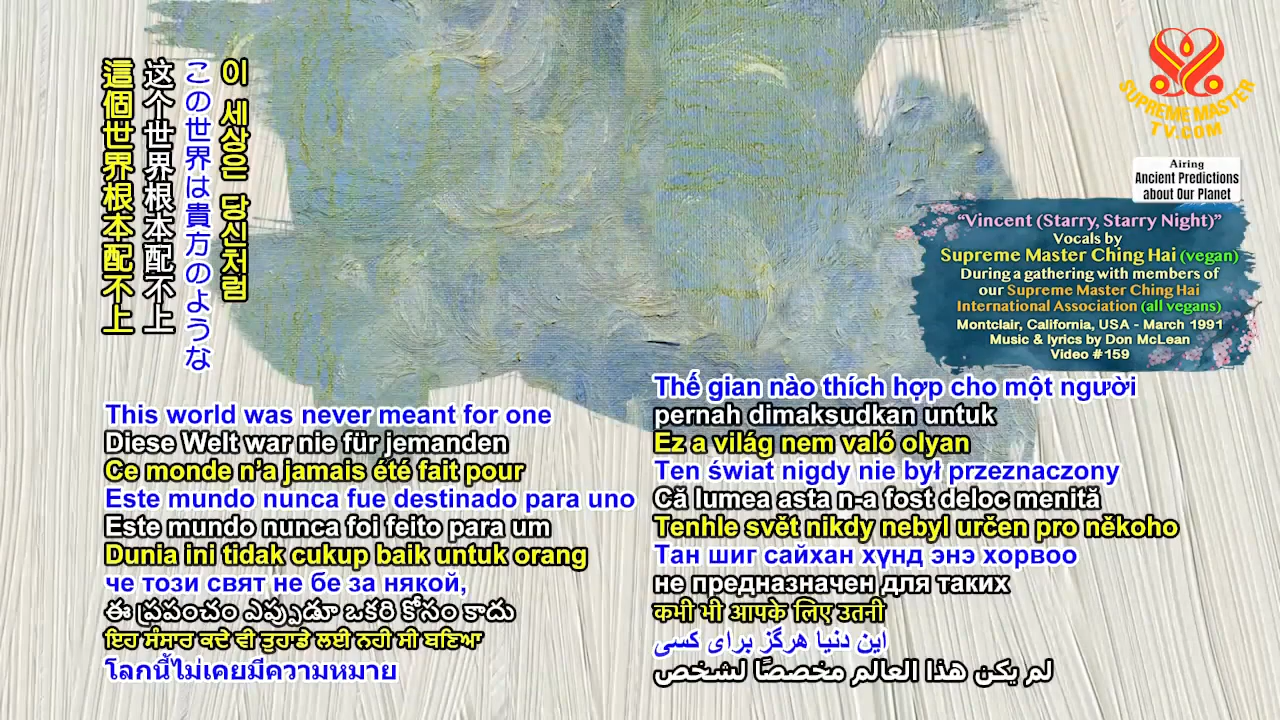 這個世界根本配不上
这个世界根本配不上
この世界は貴方のような
이 세상은 당신처럼
SUPREME MASTER
TV.COM
Airing
Ancient Predictions
about Our Planet
“Vincent (Starry, Starry Night)”
Vocals by
Supreme Master Ching Hai (vegan)
During a gathering with members of
our Supreme Master Ching Hai
International Association (all vegans)
Montclair, California, USA - March 1991
Music & lyrics by Don McLean
Video #159
This world was never meant for one
Diese Welt war nie für jemanden
Ce monde n’a jamais été fait pour
Este mundo nunca fue destinado para uno
Este mundo nunca foi feito para um
Dunia ini tidak cukup baik untuk orang
че този свят не бе за някой,
ఈ ప్రపంచం ఎప్పుడూ ఒకరి కోసం కాదు
ਇਹ ਸੰਸਾਰ ਕਦੇ ਵੀ ਤੁਹਾਡੇ ਲਈ ਨਹੀ ਸੀ ਬਣਿਆ
โลกนี้ไม่เคยมีความหมาย
Thế gian nào thích hợp cho một người
pernah dimaksudkan untuk
Ez a világ nem való olyan
Ten świat nigdy nie był przeznaczony
Că lumea asta n-a fost deloc menită
Tenhle svět nikdy nebyl určen pro někoho
Тан шиг сайхан хүнд энэ хорвоо
не предназначен для таких
कभी भी आपके लिए उतनी
این دنیا هرگز برای کسی
لم يكن هذا العالم مخصصًا لشخص